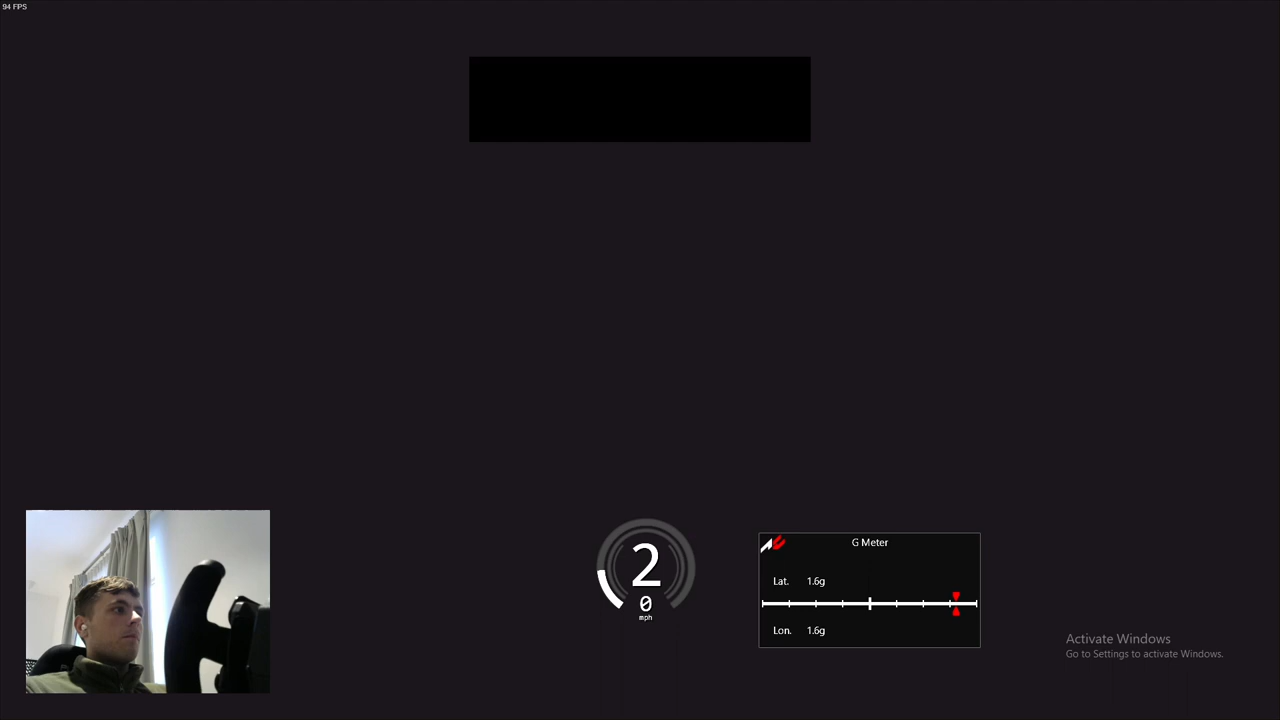 94 FPS
2
0
mph
G Meter
Lat. 1.6g
Lon. 1.6g
Activate Windows
Go to Settings to activate Windows.